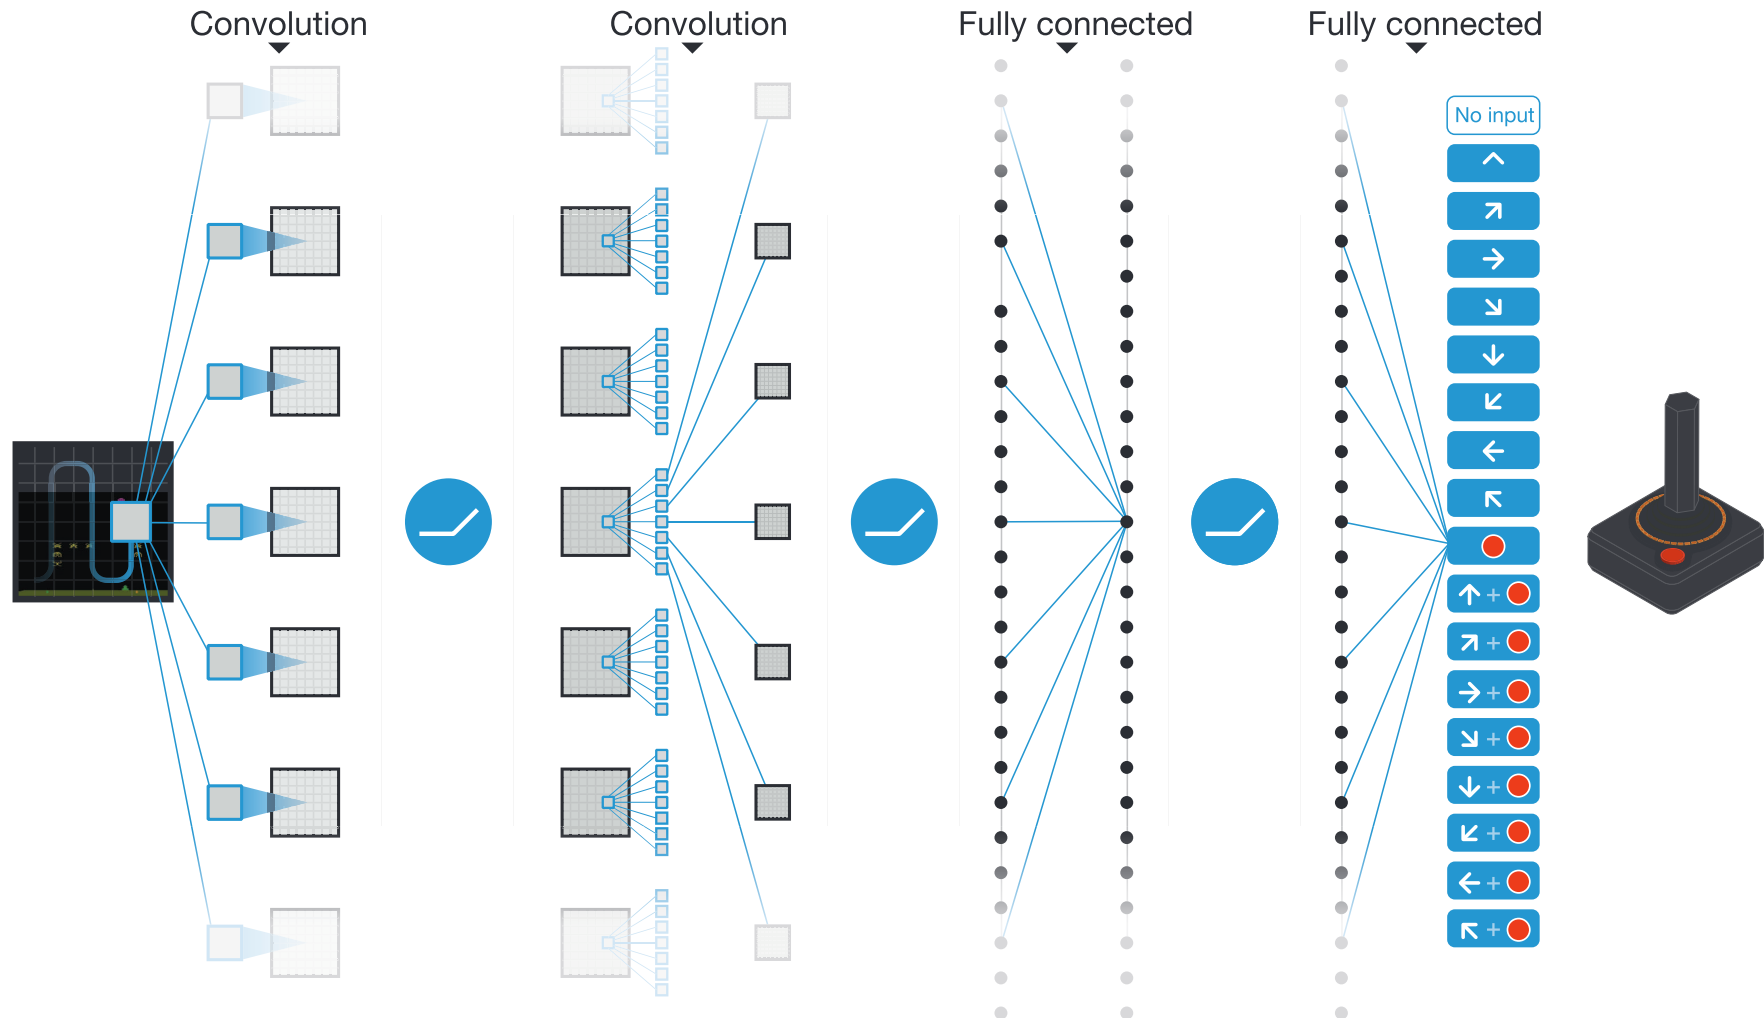 Convolution
Convolution
Fully connected
Fully connected
No input
+
+
+
+
+
+
+
+